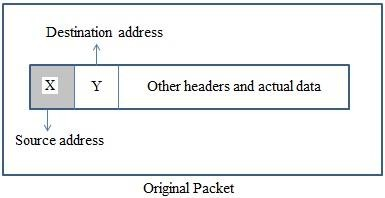 Destination address
X Y Other headers and actual data
Source address
Original Packet